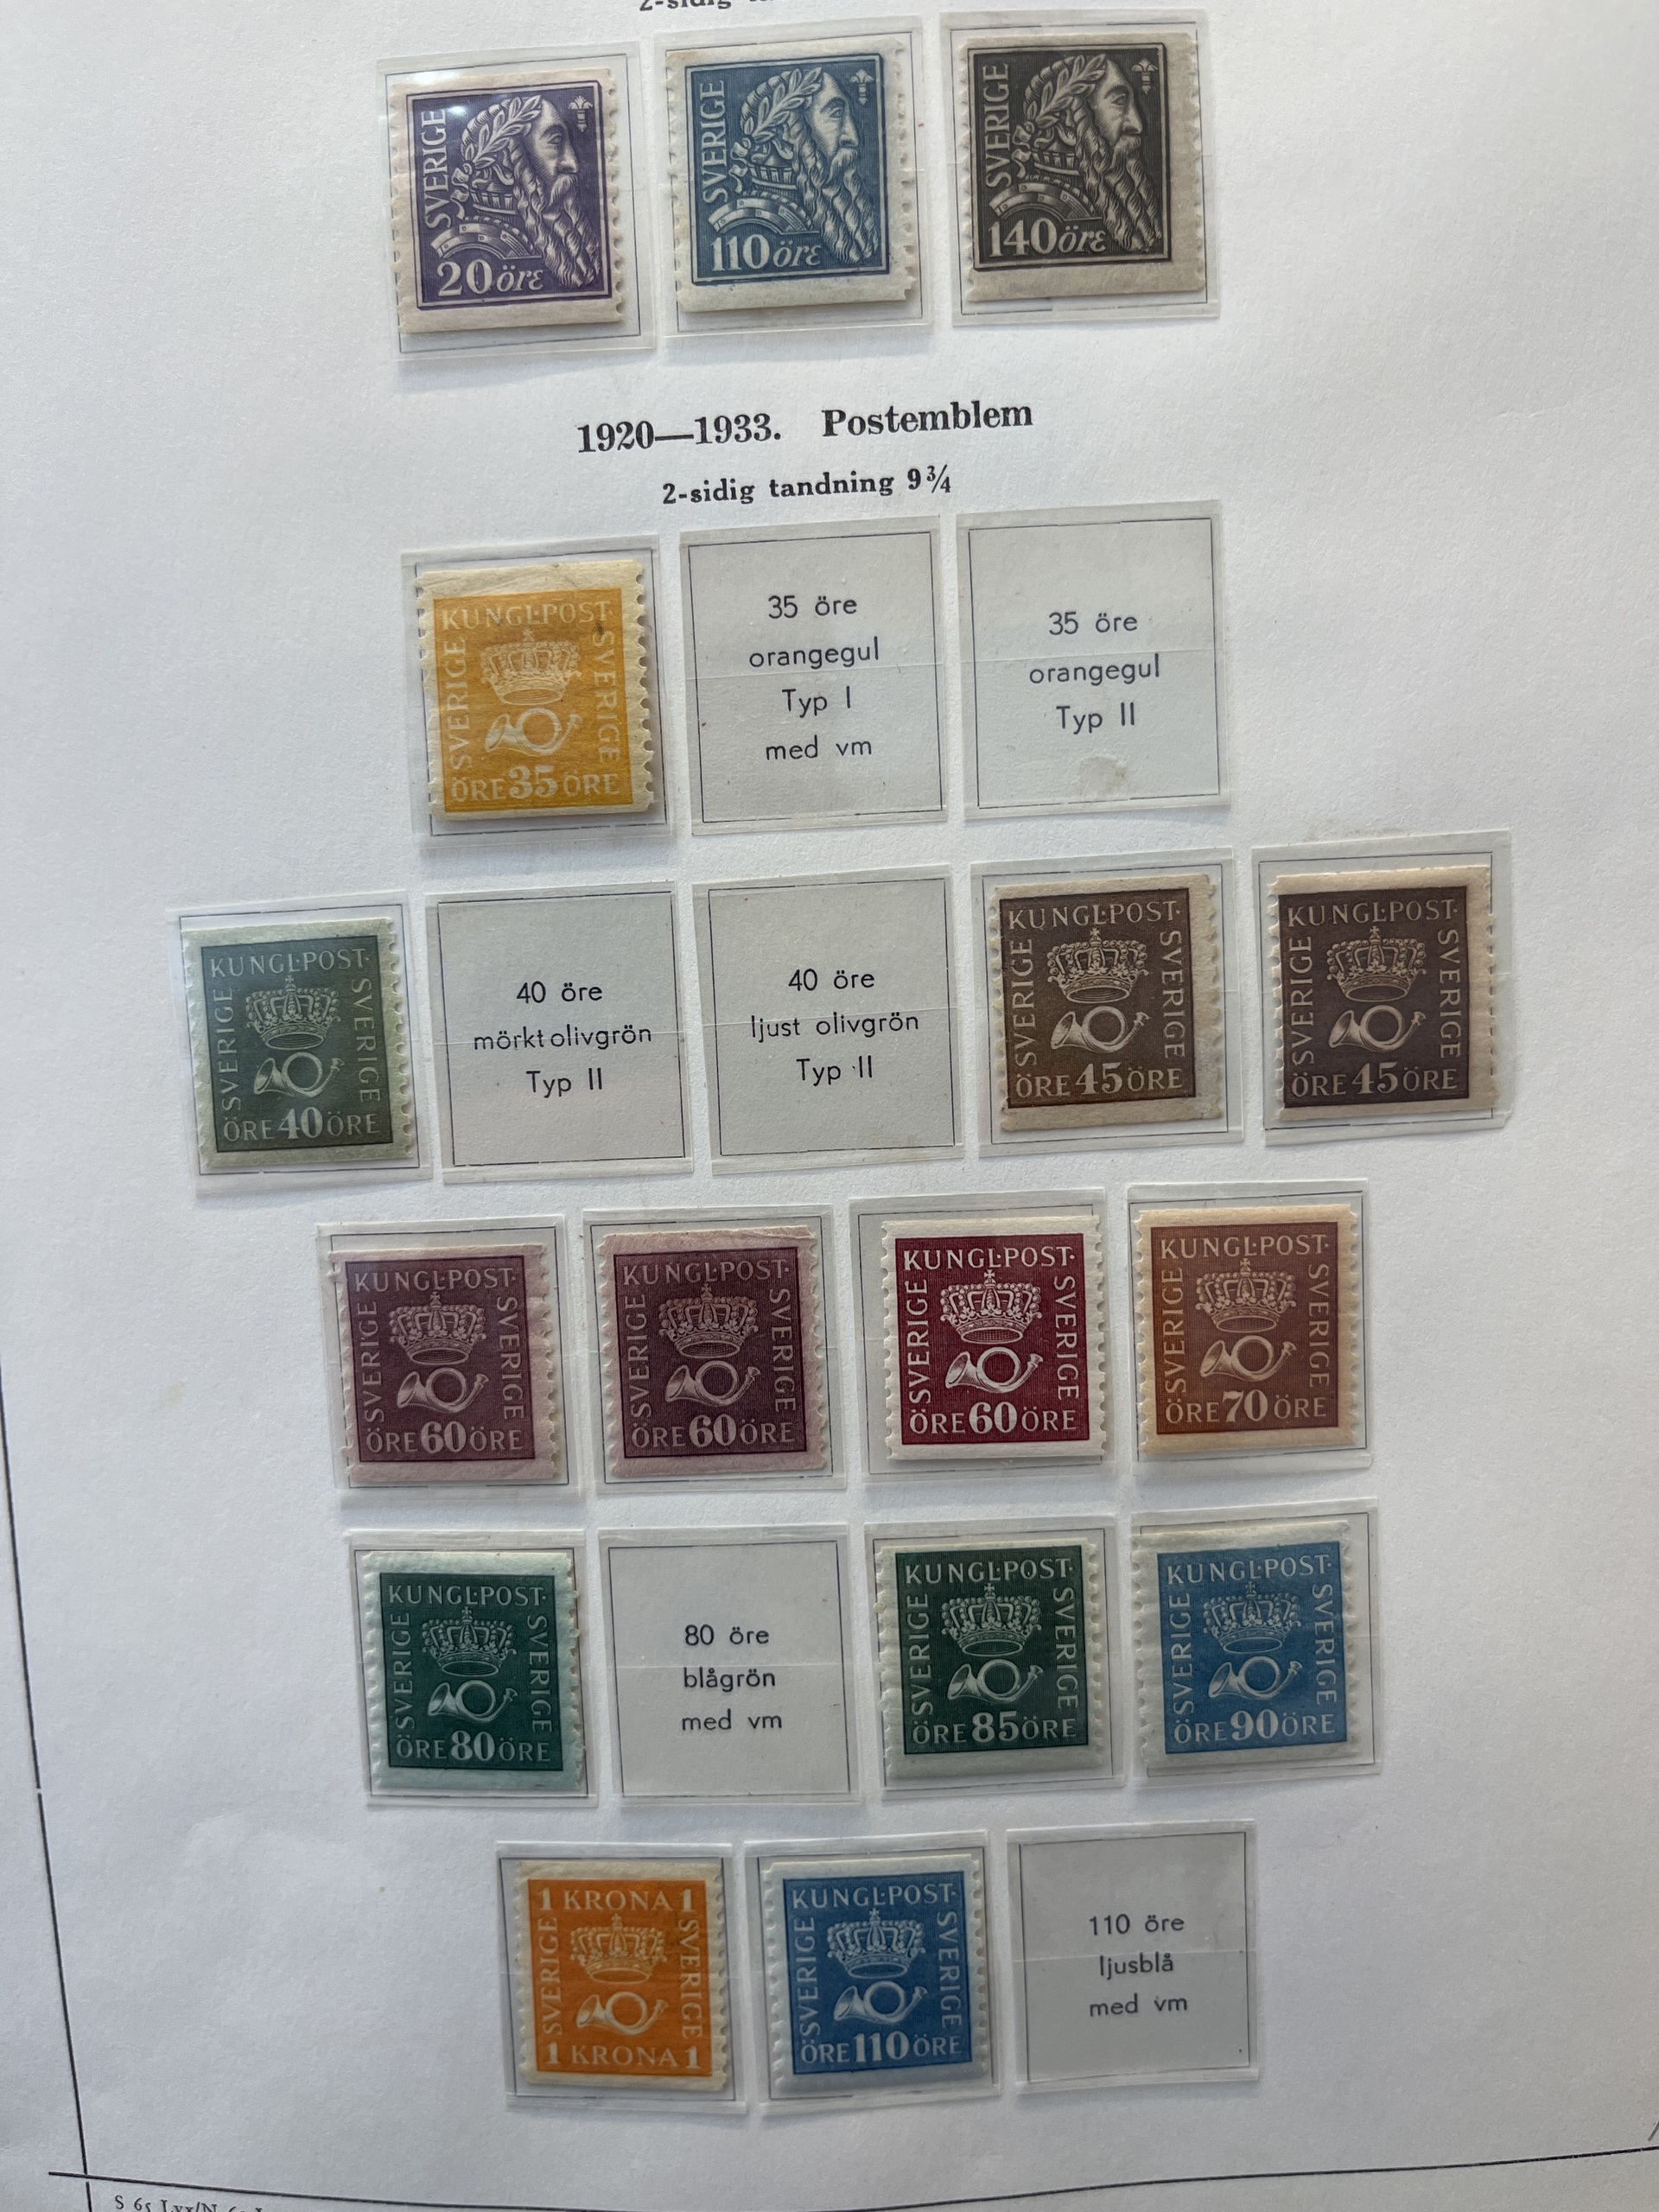 2-sidig
SVERIGE
20 öre
SVERIGE
110 öre
SVERIGE
140 öre
1920—1933. Postemblem
2-sidig tandning 9¾
KUNGL·POST·
SVERIGE
SVERIGE
ÖRE 35 ÖRE
35 öre
orangegul
Typ I
med vm
35 öre
orangegul
Typ II
KUNGL·POST·
SVERIGE
SVERIGE
ÖRE 40 ÖRE
40 öre
mörkt olivgrön
Typ II
40 öre
ljust olivgrön
Typ II
KUNGL·POST·
SVERIGE
SVERIGE
ÖRE 45 ÖRE
KUNGL·POST·
SVERIGE
SVERIGE
ÖRE 45 ÖRE
KUNGL·POST·
SVERIGE
SVERIGE
ÖRE 60 ÖRE
KUNGL·POST·
SVERIGE
SVERIGE
ÖRE 60 ÖRE
KUNGL·POST·
SVERIGE
SVERIGE
ÖRE 60 ÖRE
KUNGL·POST·
SVERIGE
SVERIGE
ÖRE 70 ÖRE
KUNGL·POST·
SVERIGE
SVERIGE
ÖRE 80 ÖRE
80 öre
blågrön
med vm
KUNGL·POST·
SVERIGE
SVERIGE
ÖRE 85 ÖRE
KUNGL·POST·
SVERIGE
SVERIGE
ÖRE 90 ÖRE
1 KRONA 1
SVERIGE
SVERIGE
1 KRONA 1
KUNGL·POST·
SVERIGE
SVERIGE
ÖRE 110 ÖRE
110 öre
ljusblå
med vm
S 65